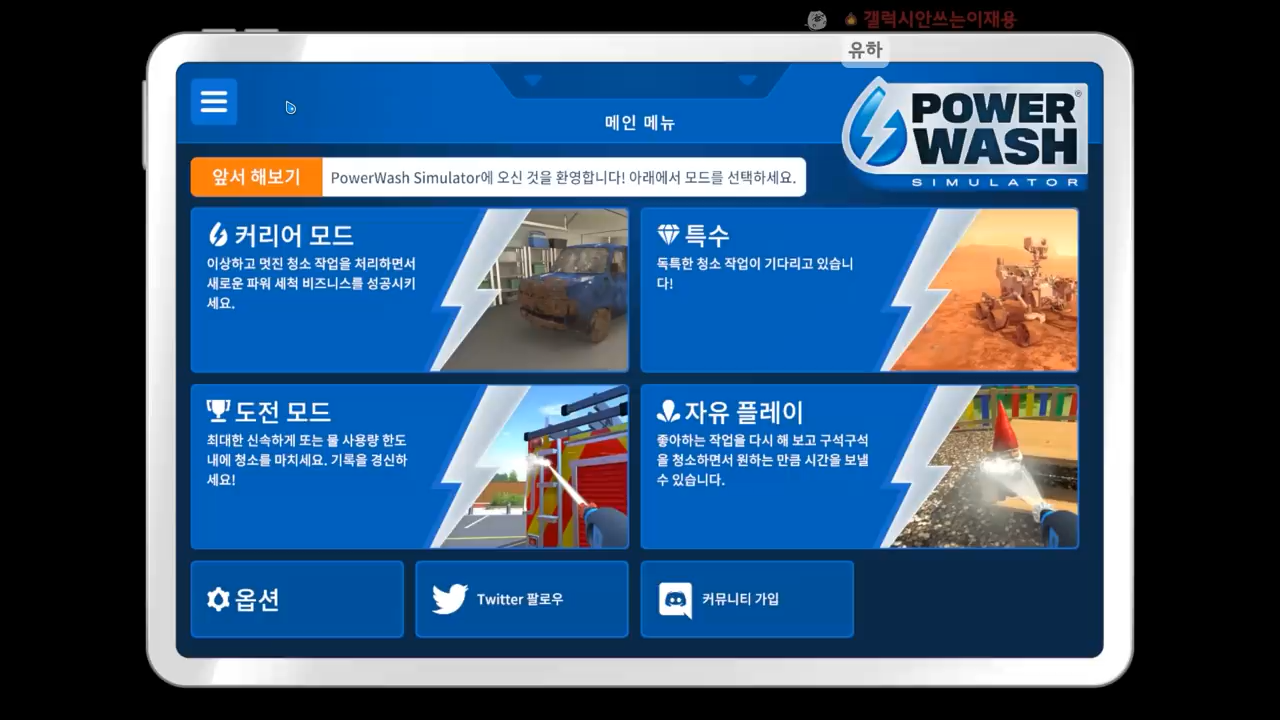 갤럭시안쓰는이재용
유하
메인 메뉴
POWER
WASH
SIMULATOR
앞서 해보기
PowerWash Simulator에 오신 것을 환영합니다! 아래에서 모드를 선택하세요.
커리어 모드
이상하고 멋진 청소 작업을 처리하면서
새로운 파워 세척 비즈니스를 성공시키
세요.
특수
독특한 청소 작업이 기다리고 있습니
다!
도전 모드
최대한 신속하게 또는 물 사용량 한도
내에 청소를 마치세요. 기록을 경신하
세요!
자유 플레이
좋아하는 작업을 다시 해 보고 구석구석
을 청소하면서 원하는 만큼 시간을 보낼
수 있습니다.
옵션
Twitter 팔로우
커뮤니티 가입